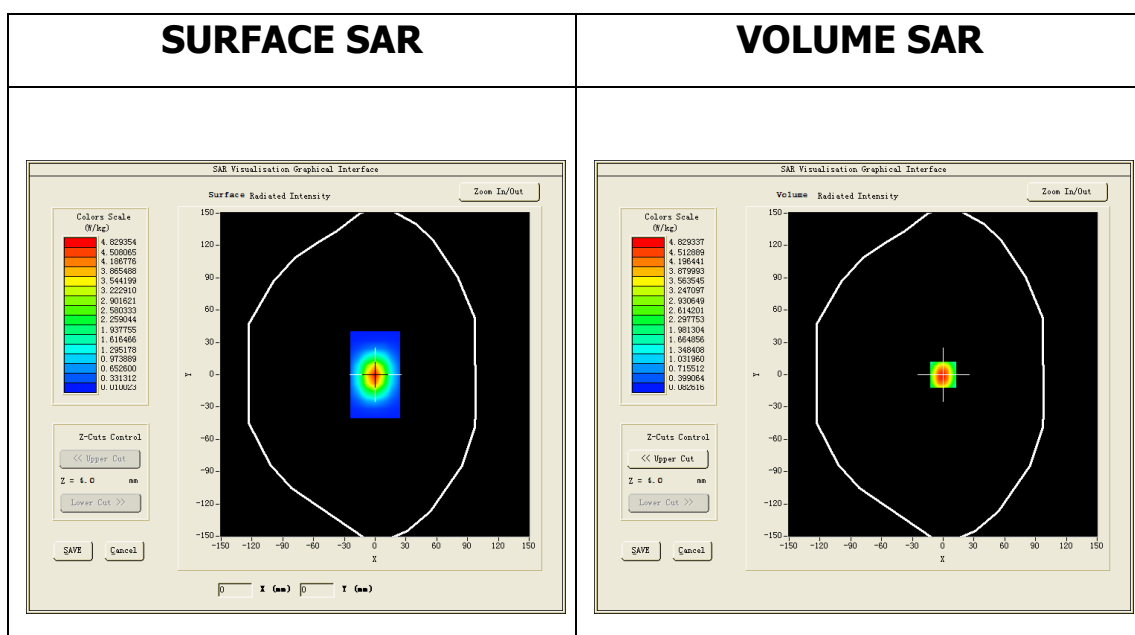 SURFACE SAR
VOLUME SAR
SAR Visualisation Graphical Interface
Surface Radiated Intensity
Zoom In/Out
Colors Scale
(W/kg)
4.829354
4.508065
4.186776
3.865488
3.544199
3.222910
2.901621
2.580333
2.259044
1.937755
1.616466
1.295178
0.973889
0.652600
0.331312
0.010023
150
120
90
60
30
0
-30
-60
-90
-120
-150
Y
-150 -120 -90 -60 -30 0 30 60 90 120 150
X
Z-Cuts Control
<< Upper Cut
Z = 4.0 mm
Lower Cut >>
SAVE Cancel
0 X (mm) 0 Y (mm)
SAR Visualisation Graphical Interface
Volume Radiated Intensity
Zoom In/Out
Colors Scale
(W/kg)
4.829337
4.512889
4.196441
3.879993
3.563545
3.247097
2.930649
2.614201
2.297753
1.981304
1.664856
1.348408
1.031960
0.715512
0.399064
0.082616
150
120
90
60
30
0
-30
-60
-90
-120
-150
Y
-150 -120 -90 -60 -30 0 30 60 90 120 150
X
Z-Cuts Control
<< Upper Cut
Z = 4.0 mm
Lower Cut >>
SAVE Cancel